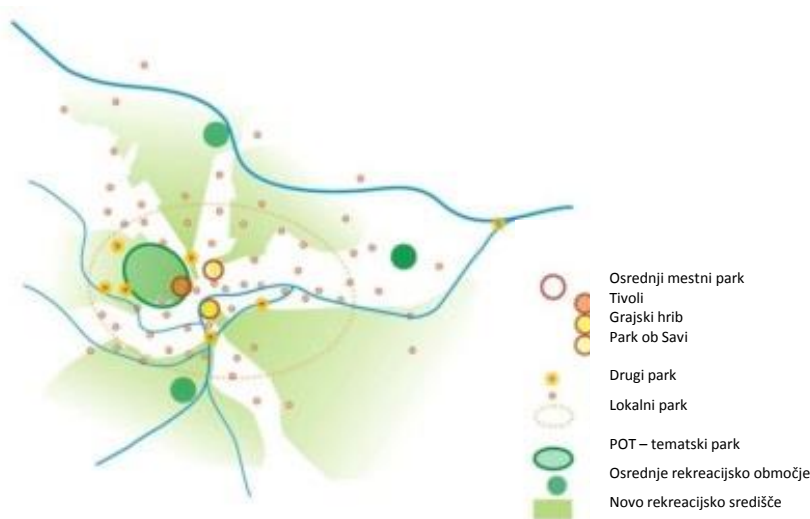 Osrednji mestni park
Tivoli
Grajski hrib
Park ob Savi
Drugi park
Lokalni park
POT – tematski park
Osrednje rekreacijsko območje
Novo rekreacijsko središče